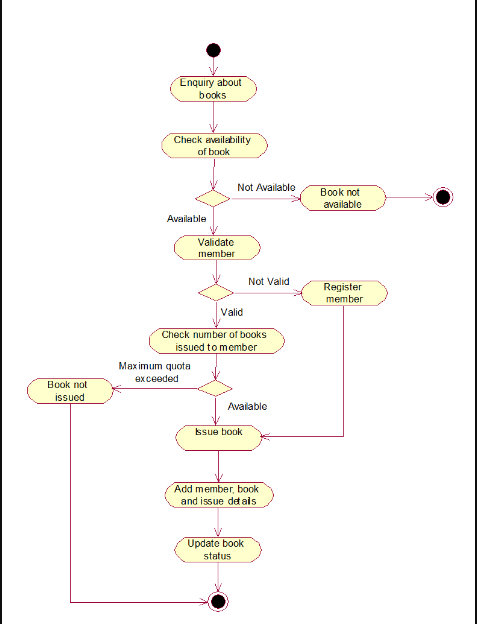 Enquiry about
books
Check availability
of book
Not Available
Book not
available
Available
Validate
member
Not Valid
Register
member
Valid
Check number of books
issued to member
Maximum quota
exceeded
Book not
issued
Available
Issue book
Add member, book
and issue details
Update book
status